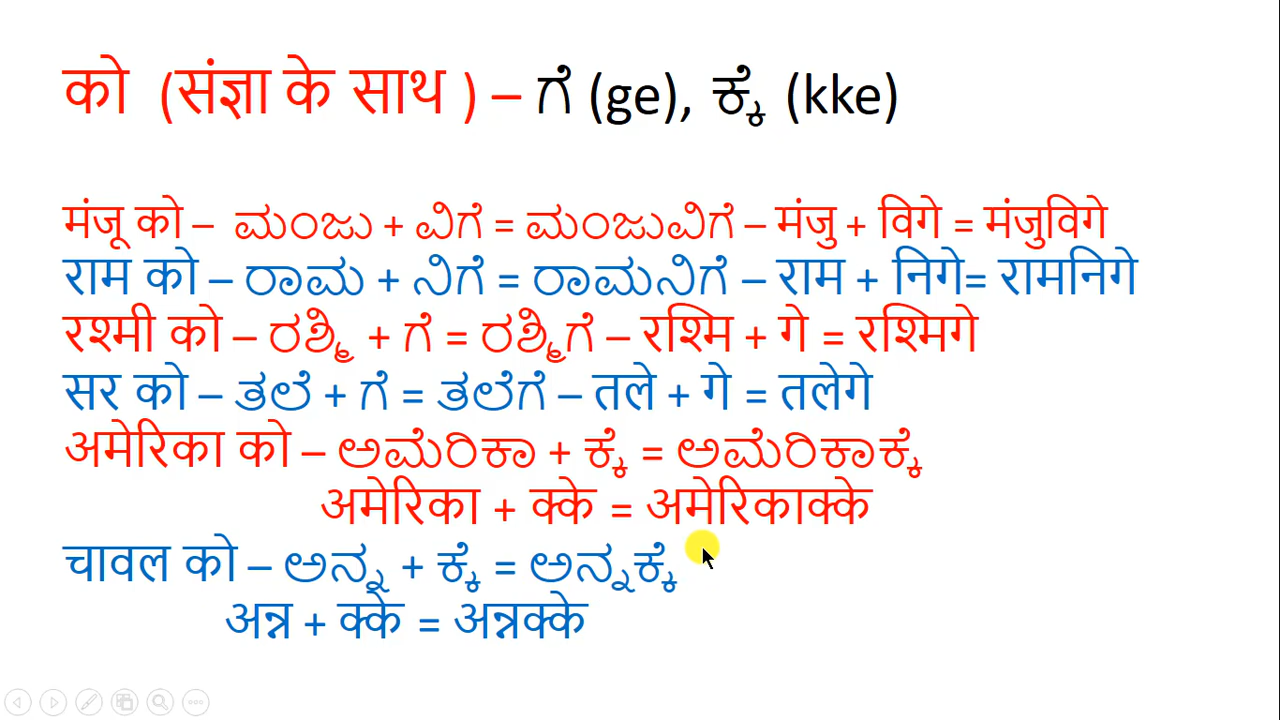 को (संज्ञा के साथ ) – ಗೆ (ge), ಕ್ಕೆ (kke)
मंजू को – ಮಂಜು + ವಿಗೆ = ಮಂಜುವಿಗೆ – मंजु + विगे = मंजुविगे
राम को – ರಾಮ + ನಿಗೆ = ರಾಮನಿಗೆ – राम + निगे= रामनिगे
रश्मी को – ರಶ್ಮಿ + ಗೆ = ರಶ್ಮಿಗೆ – रश्मि + गे = रश्मिगे
सर को – ತಲೆ + ಗೆ = ತಲೆಗೆ – तले + गे = तलेगे
अमेरिका को – ಅಮೆರಿಕಾ + ಕ್ಕೆ = ಅಮೆರಿಕಾಕ್ಕೆ
अमेरिका + क्के = अमेरिकाक्के
चावल को – ಅನ್ನ + ಕ್ಕೆ = ಅನ್ನಕ್ಕೆ
अन्न + क्के = अन्नक्के